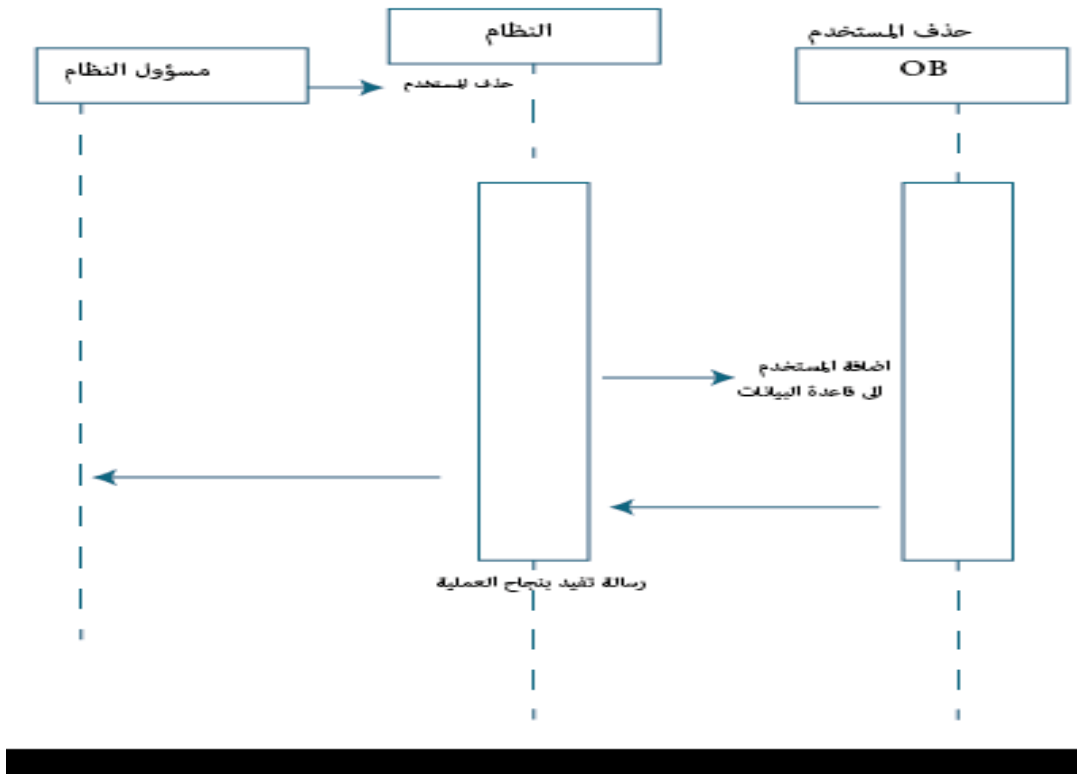 النظام
حذف المستخدم
مسؤول النظام
OB
حذف المستخدم
اضافة المستخدم
الى قاعدة البيانات
رسالة تفيد بنجاح العملية